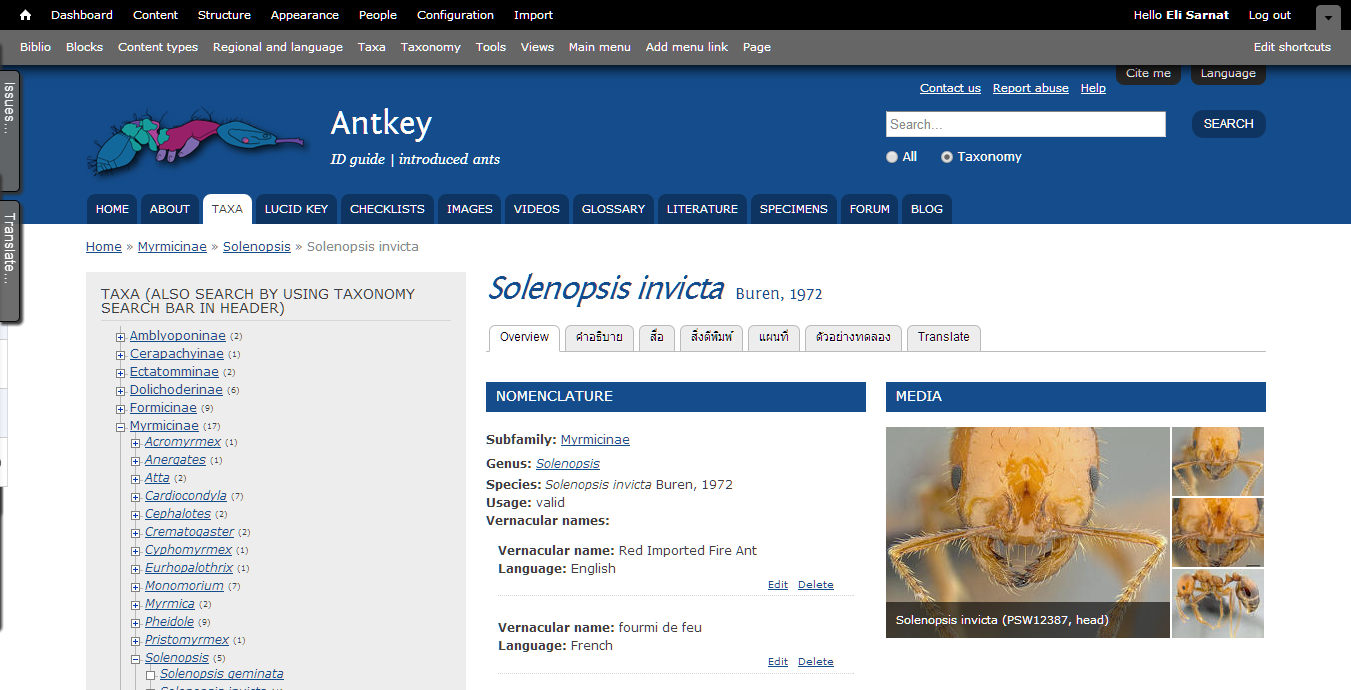 Dashboard Content Structure Appearance People Configuration Import Hello Eli Sarnat Log out
Biblio Blocks Content types Regional and language Taxa Taxonomy Tools Views Main menu Add menu link Page Edit shortcuts
Cite me Language
Contact us Report abuse Help
Issues...
Translate...
Antkey
ID guide | introduced ants
Search... SEARCH
All Taxonomy
HOME ABOUT TAXA LUCID KEY CHECKLISTS IMAGES VIDEOS GLOSSARY LITERATURE SPECIMENS FORUM BLOG
Home » Myrmicinae » Solenopsis » Solenopsis invicta
TAXA (ALSO SEARCH BY USING TAXONOMY
SEARCH BAR IN HEADER)
Amblyoponinae (2)
Cerapachyinae (1)
Ectatomminae (2)
Dolichoderinae (6)
Formicinae (9)
Myrmicinae (17)
Acromyrmex (1)
Anergates (1)
Atta (2)
Cardiocondyla (7)
Cephalotes (2)
Crematogaster (2)
Cyphomyrmex (1)
Eurhopalothrix (1)
Monomorium (7)
Myrmica (2)
Pheidole (9)
Pristomyrmex (1)
Solenopsis (5)
Solenopsis geminata
Solenopsis invicta Buren, 1972
Overview คำอธิบาย สื่อ สิ่งตีพิมพ์ แผนที่ ตัวอย่างทดลอง Translate
NOMENCLATURE
Subfamily: Myrmicinae
Genus: Solenopsis
Species: Solenopsis invicta Buren, 1972
Usage: valid
Vernacular names:
Vernacular name: Red Imported Fire Ant
Language: English
Edit Delete
Vernacular name: fourmi de feu
Language: French
Edit Delete
MEDIA
Solenopsis invicta (PSW12387, head)